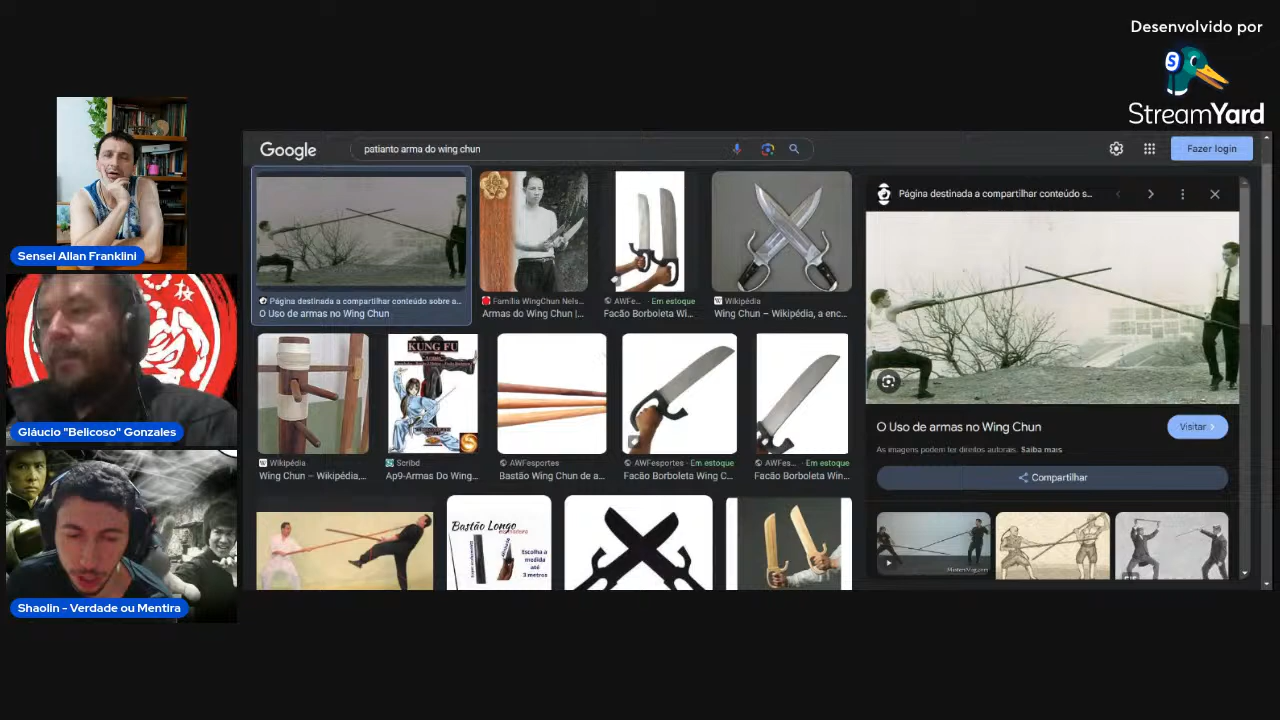 Desenvolvido por
StreamYard
Sensei Allan Franklini
Gláucio "Belicoso" Gonzales
Shaolin - Verdade ou Mentira
Google
patianto arma do wing chun
Fazer login
Página destinada a compartilhar conteúdo sobre a...
O Uso de armas no Wing Chun
Família WingChun Nels...
Armas do Wing Chun |...
AWFe... · Em estoque
Facão Borboleta Wi...
Wikipédia
Wing Chun – Wikipédia, a enc...
Wikipédia
Wing Chun – Wikipédia,...
KUNG FU
Scribd
Ap9-Armas Do Wing...
AWFesportes
Bastão Wing Chun de a...
AWFesportes · Em estoque
Facão Borboleta Wing C...
AWFes... · Em estoque
Facão Borboleta Win...
Bastão Longo
Escolha a
medida
até
3 metros
Página destinada a compartilhar conteúdo s...
O Uso de armas no Wing Chun
Visitar
As imagens podem ter direitos autorais. Saiba mais
Compartilhar